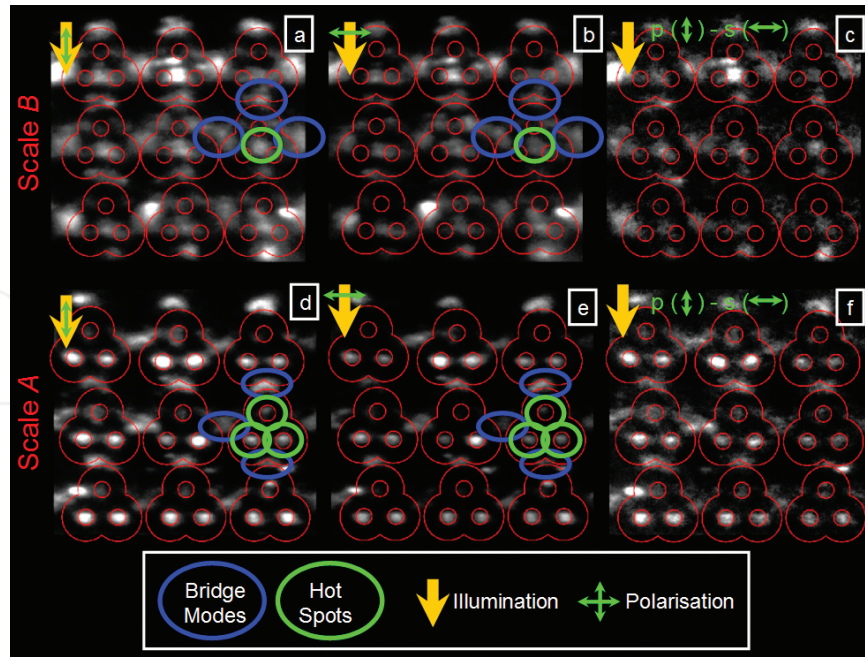 a
b
c
p (↕) - s (↔)
Scale B
d
e
f
p (↕) - s (↔)
Scale A
Bridge Modes
Hot Spots
Illumination
Polarisation